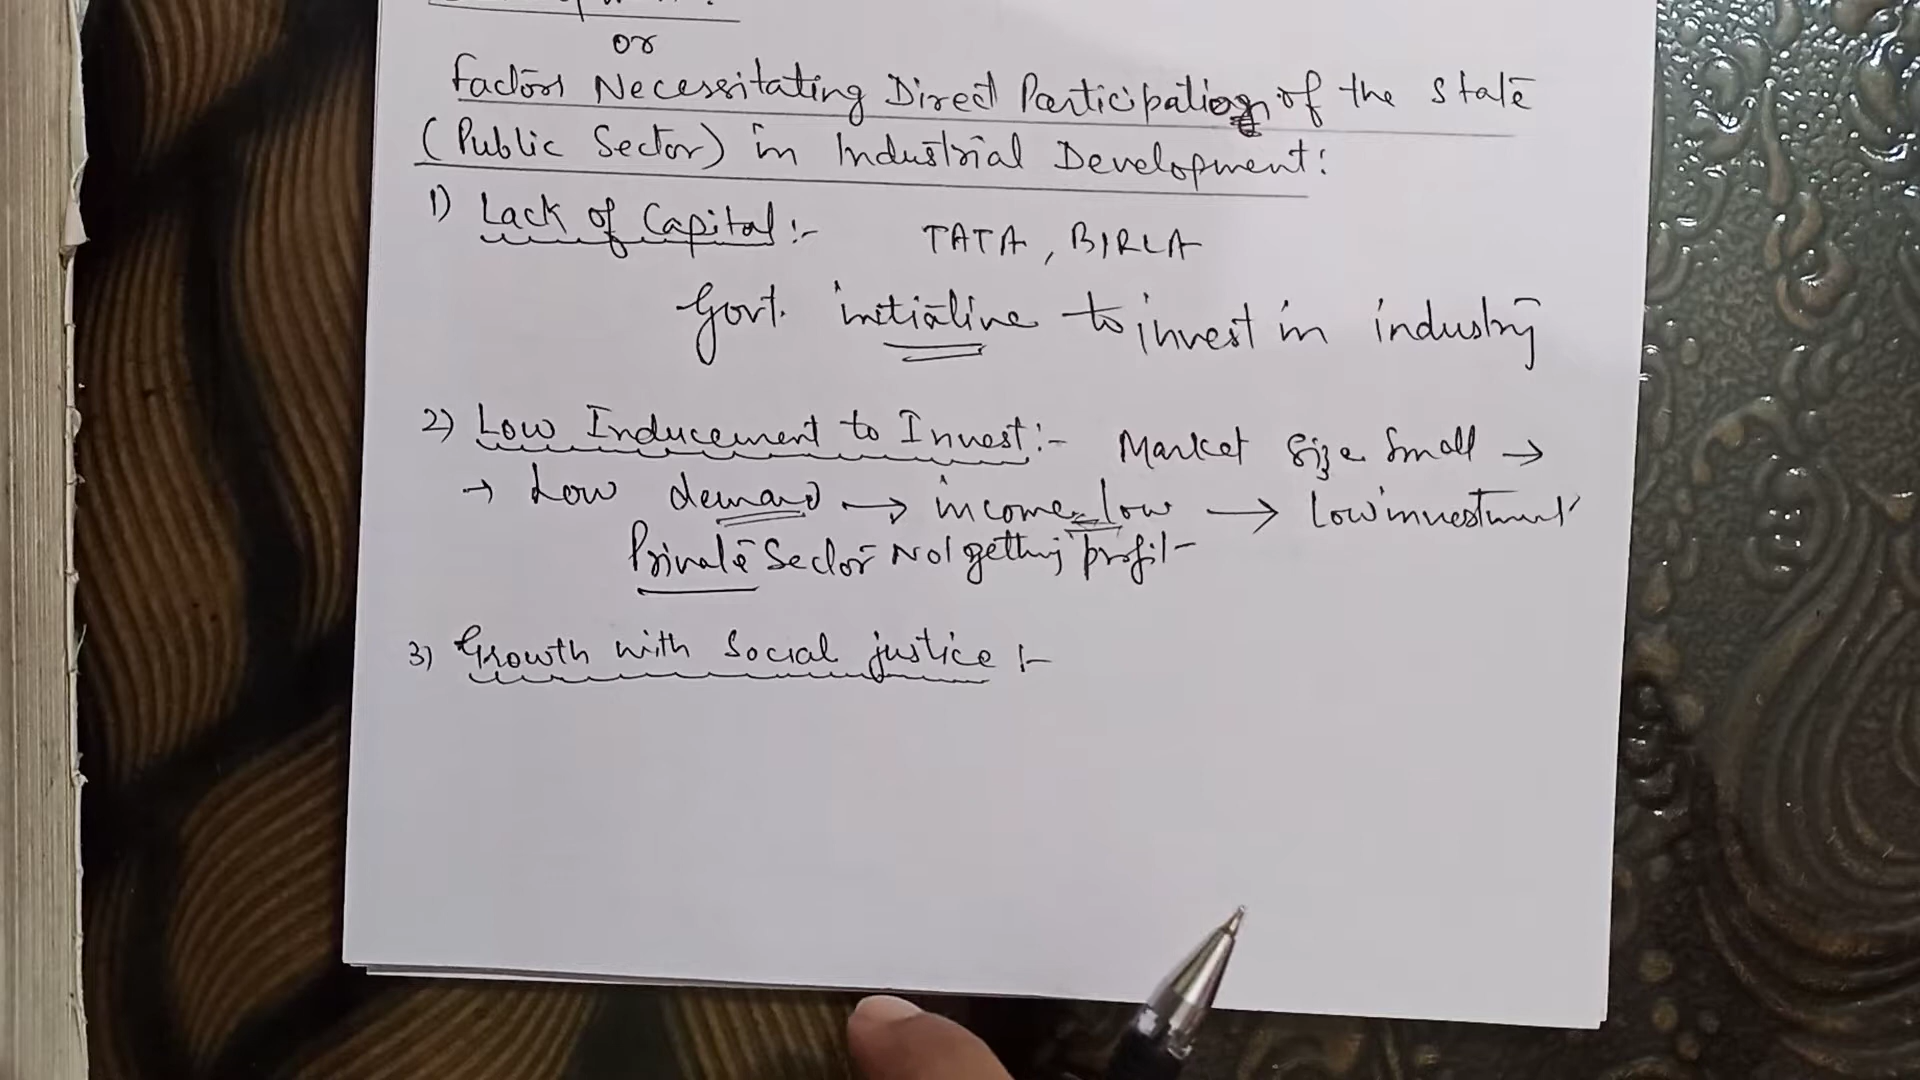 or
Factors Necessitating Direct Participation of the State
(Public Sector) in Industrial Development:
1) Lack of Capital :- TATA, BIRLA
Govt. initiative to invest in industry
2) Low Inducement to Invest :- Market Size Small →
→ Low demand → income low → Low investment
Private Sector Not getting profit
3) Growth with Social justice :-